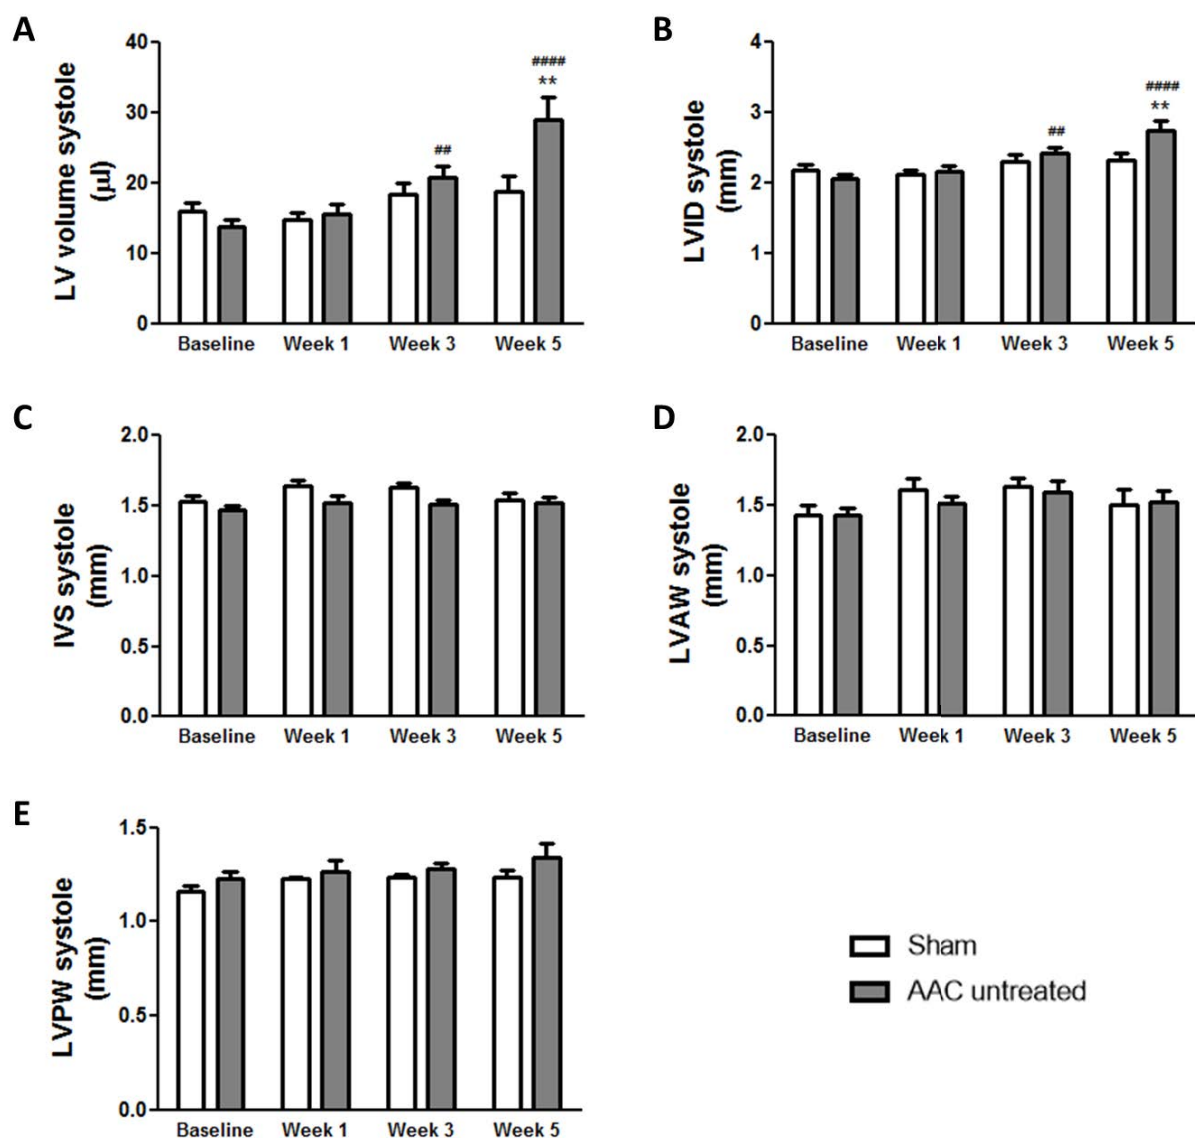 A
LV volume systole
(µl)
40
30
20
10
0
##
####
**
Baseline Week 1 Week 3 Week 5
B
LVID systole
(mm)
4
3
2
1
0
##
####
**
Baseline Week 1 Week 3 Week 5
C
IVS systole
(mm)
2.0
1.5
1.0
0.5
0.0
Baseline Week 1 Week 3 Week 5
D
LVAW systole
(mm)
2.0
1.5
1.0
0.5
0.0
Baseline Week 1 Week 3 Week 5
E
LVPW systole
(mm)
1.5
1.0
0.5
0.0
Baseline Week 1 Week 3 Week 5
Sham
AAC untreated